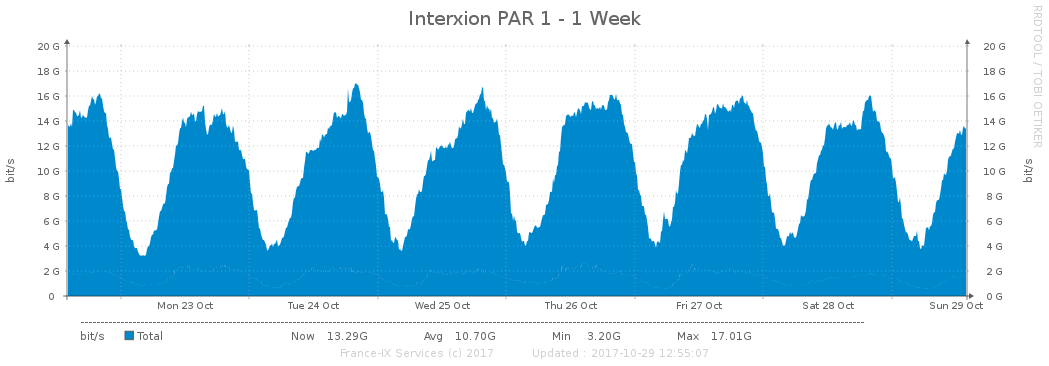 Interxion PAR 1 - 1 Week
RRDTOOL / TOBI OETIKER
20 G 20 G
18 G 18 G
16 G 16 G
14 G 14 G
12 G 12 G
10 G 10 G
8 G 8 G
6 G 6 G
4 G 4 G
2 G 2 G
0 0 G
bit/s bit/s
Mon 23 Oct Tue 24 Oct Wed 25 Oct Thu 26 Oct Fri 27 Oct Sat 28 Oct Sun 29 Oct
bit/s Total Now 13.29G Avg 10.70G Min 3.20G Max 17.01G
France-IX Services (c) 2017 Updated : 2017-10-29 12:55:07